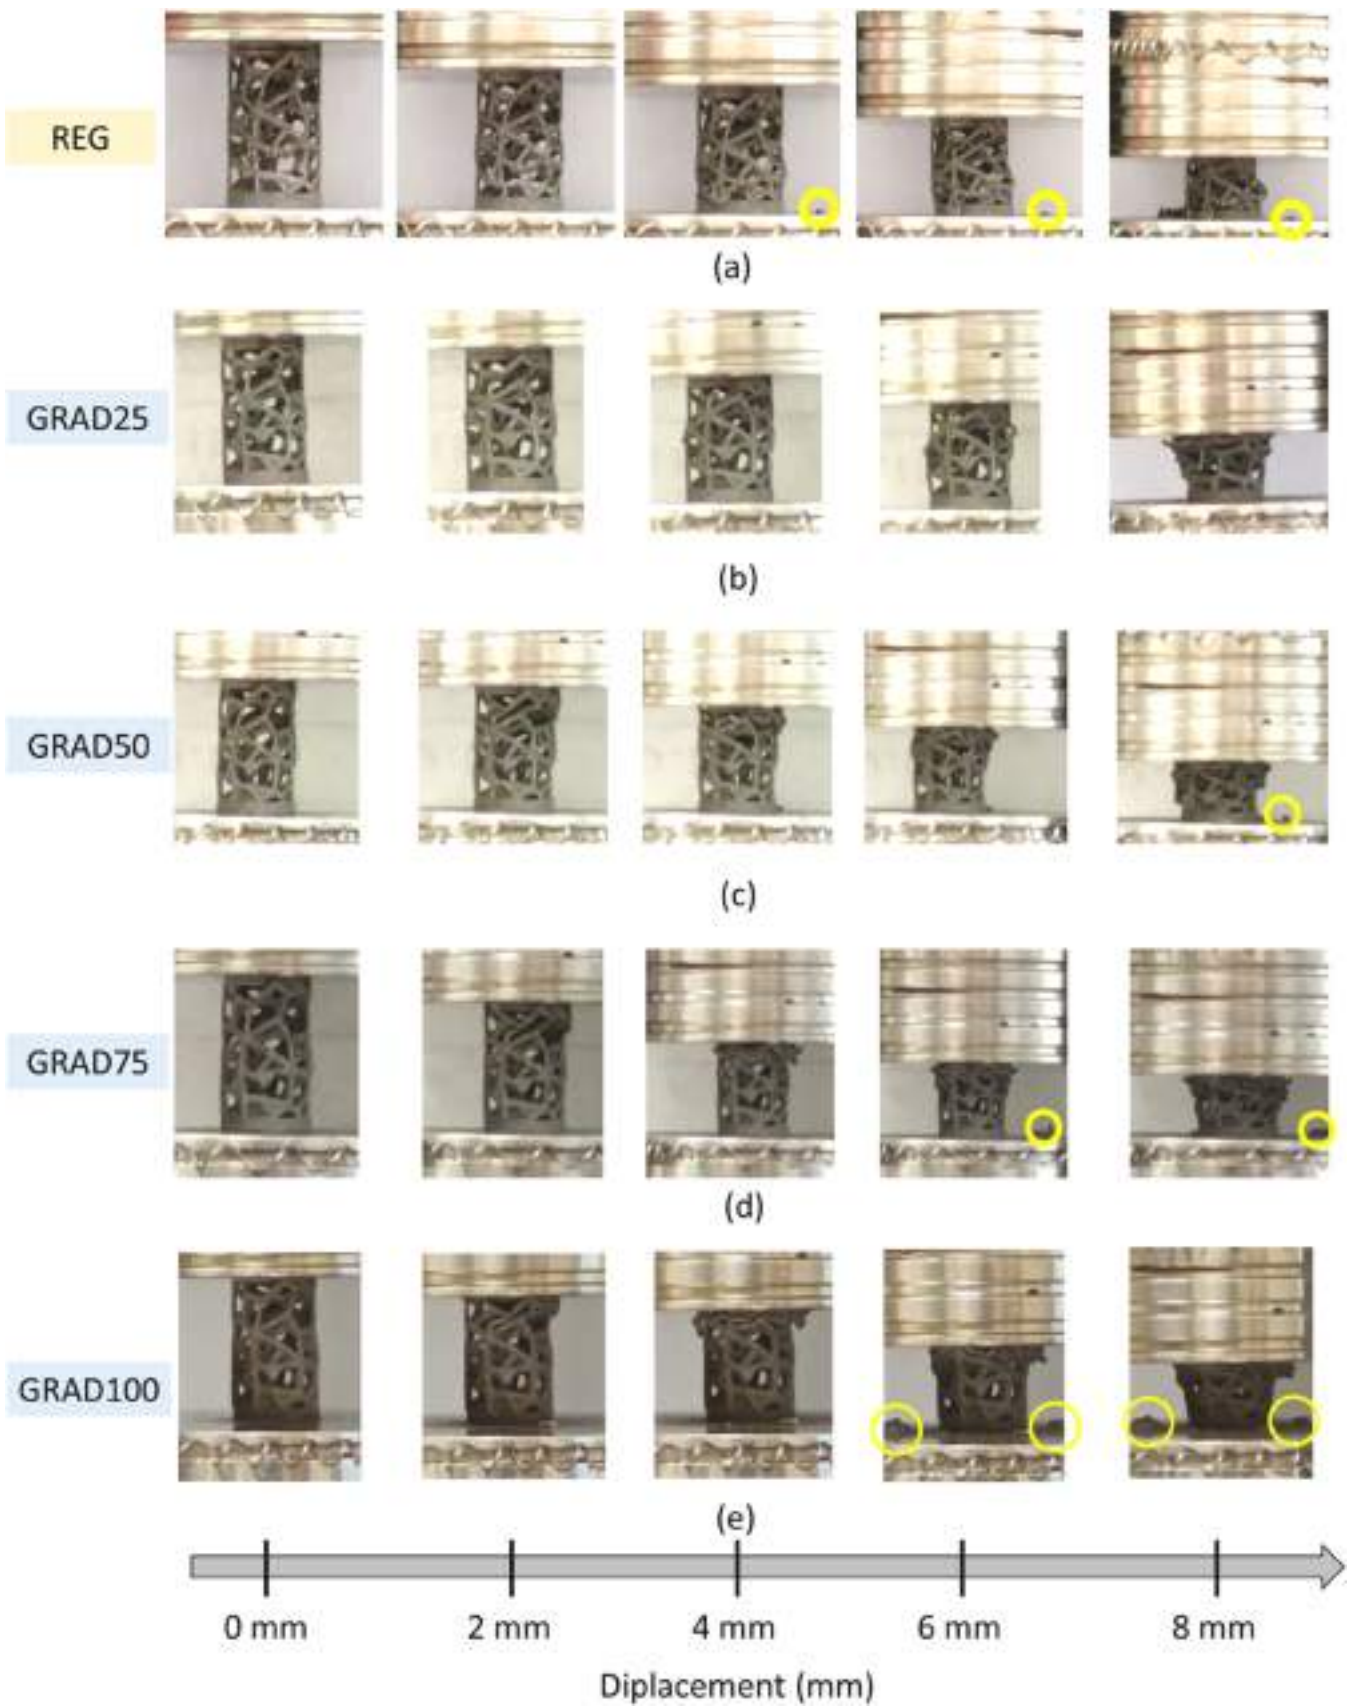 REG
(a)
GRAD25
(b)
GRAD50
(c)
GRAD75
(d)
GRAD100
(e)
0 mm 2 mm 4 mm 6 mm 8 mm
Diplacement (mm)